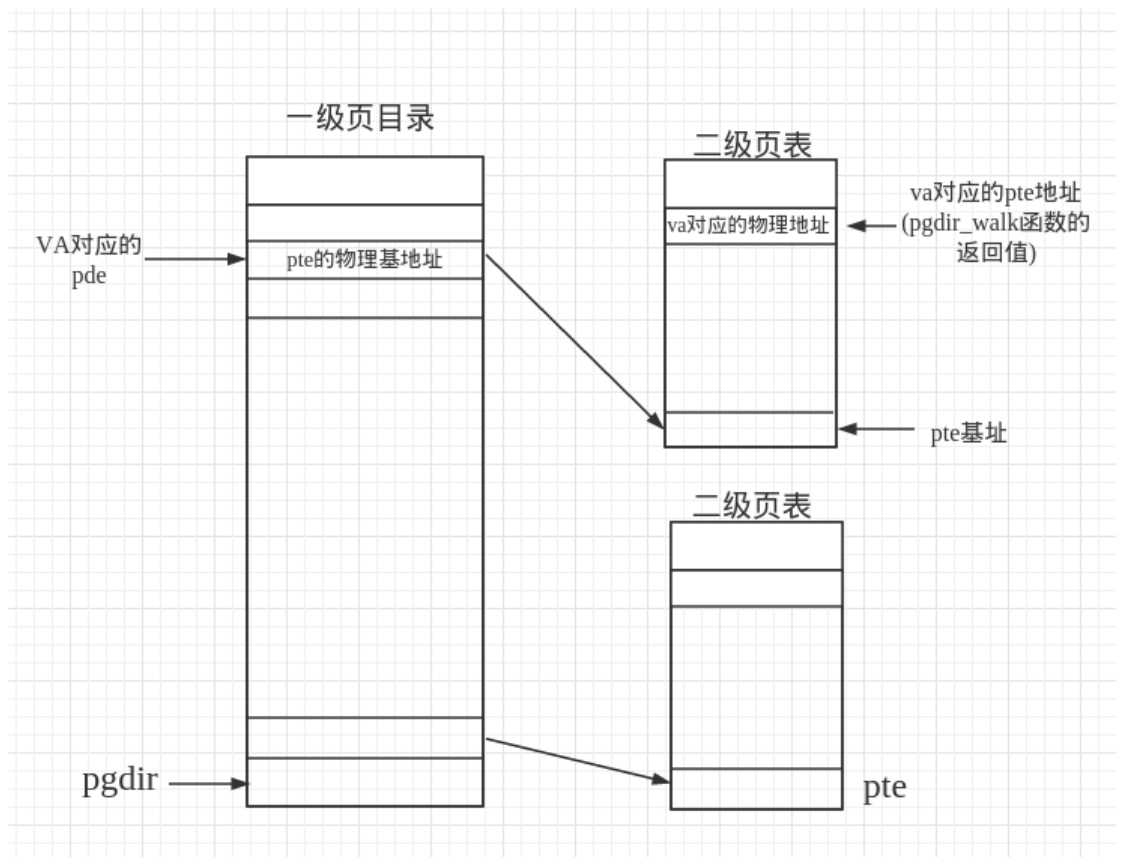 一级页目录
二级页表
VA对应的
pde
pte的物理基地址
va对应的物理地址
va对应的pte地址
(pgdir_walk函数的
返回值)
pte基址
二级页表
pgdir
pte